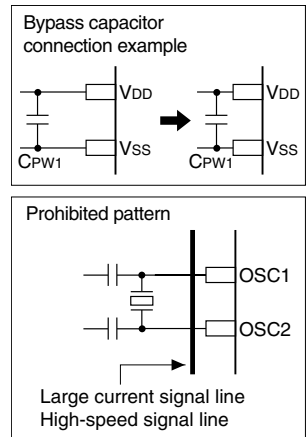 Bypass capacitor
connection example
VDD
VDD
VSS
VSS
CPW1
CPW1
Prohibited pattern
OSC1
OSC2
Large current signal line
High-speed signal line